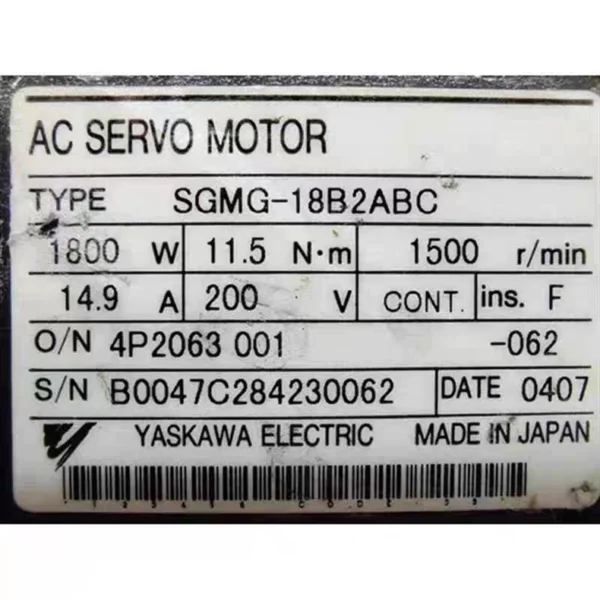 AC SERVO MOTOR
TYPE SGMG-18B2ABC
1800 W 11.5 N·m 1500 r/min
14.9 A 200 V CONT. ins. F
O/N 4P2063 001 -062
S/N B0047C284230062 DATE 0407
YASKAWA ELECTRIC MADE IN JAPAN